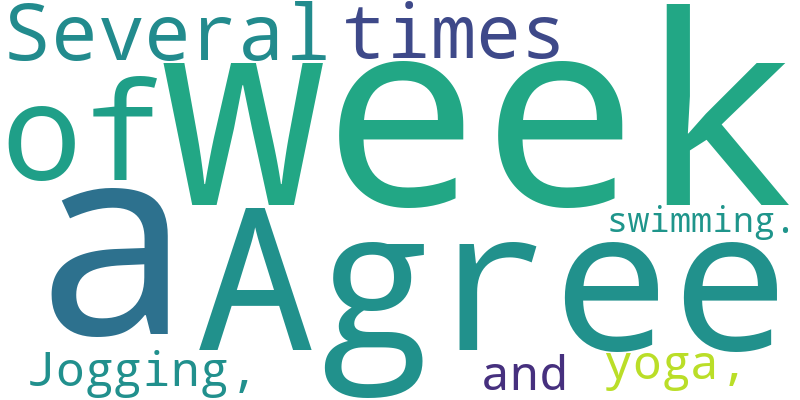 Several times
of Week
a Agree
swimming.
Jogging, and yoga,